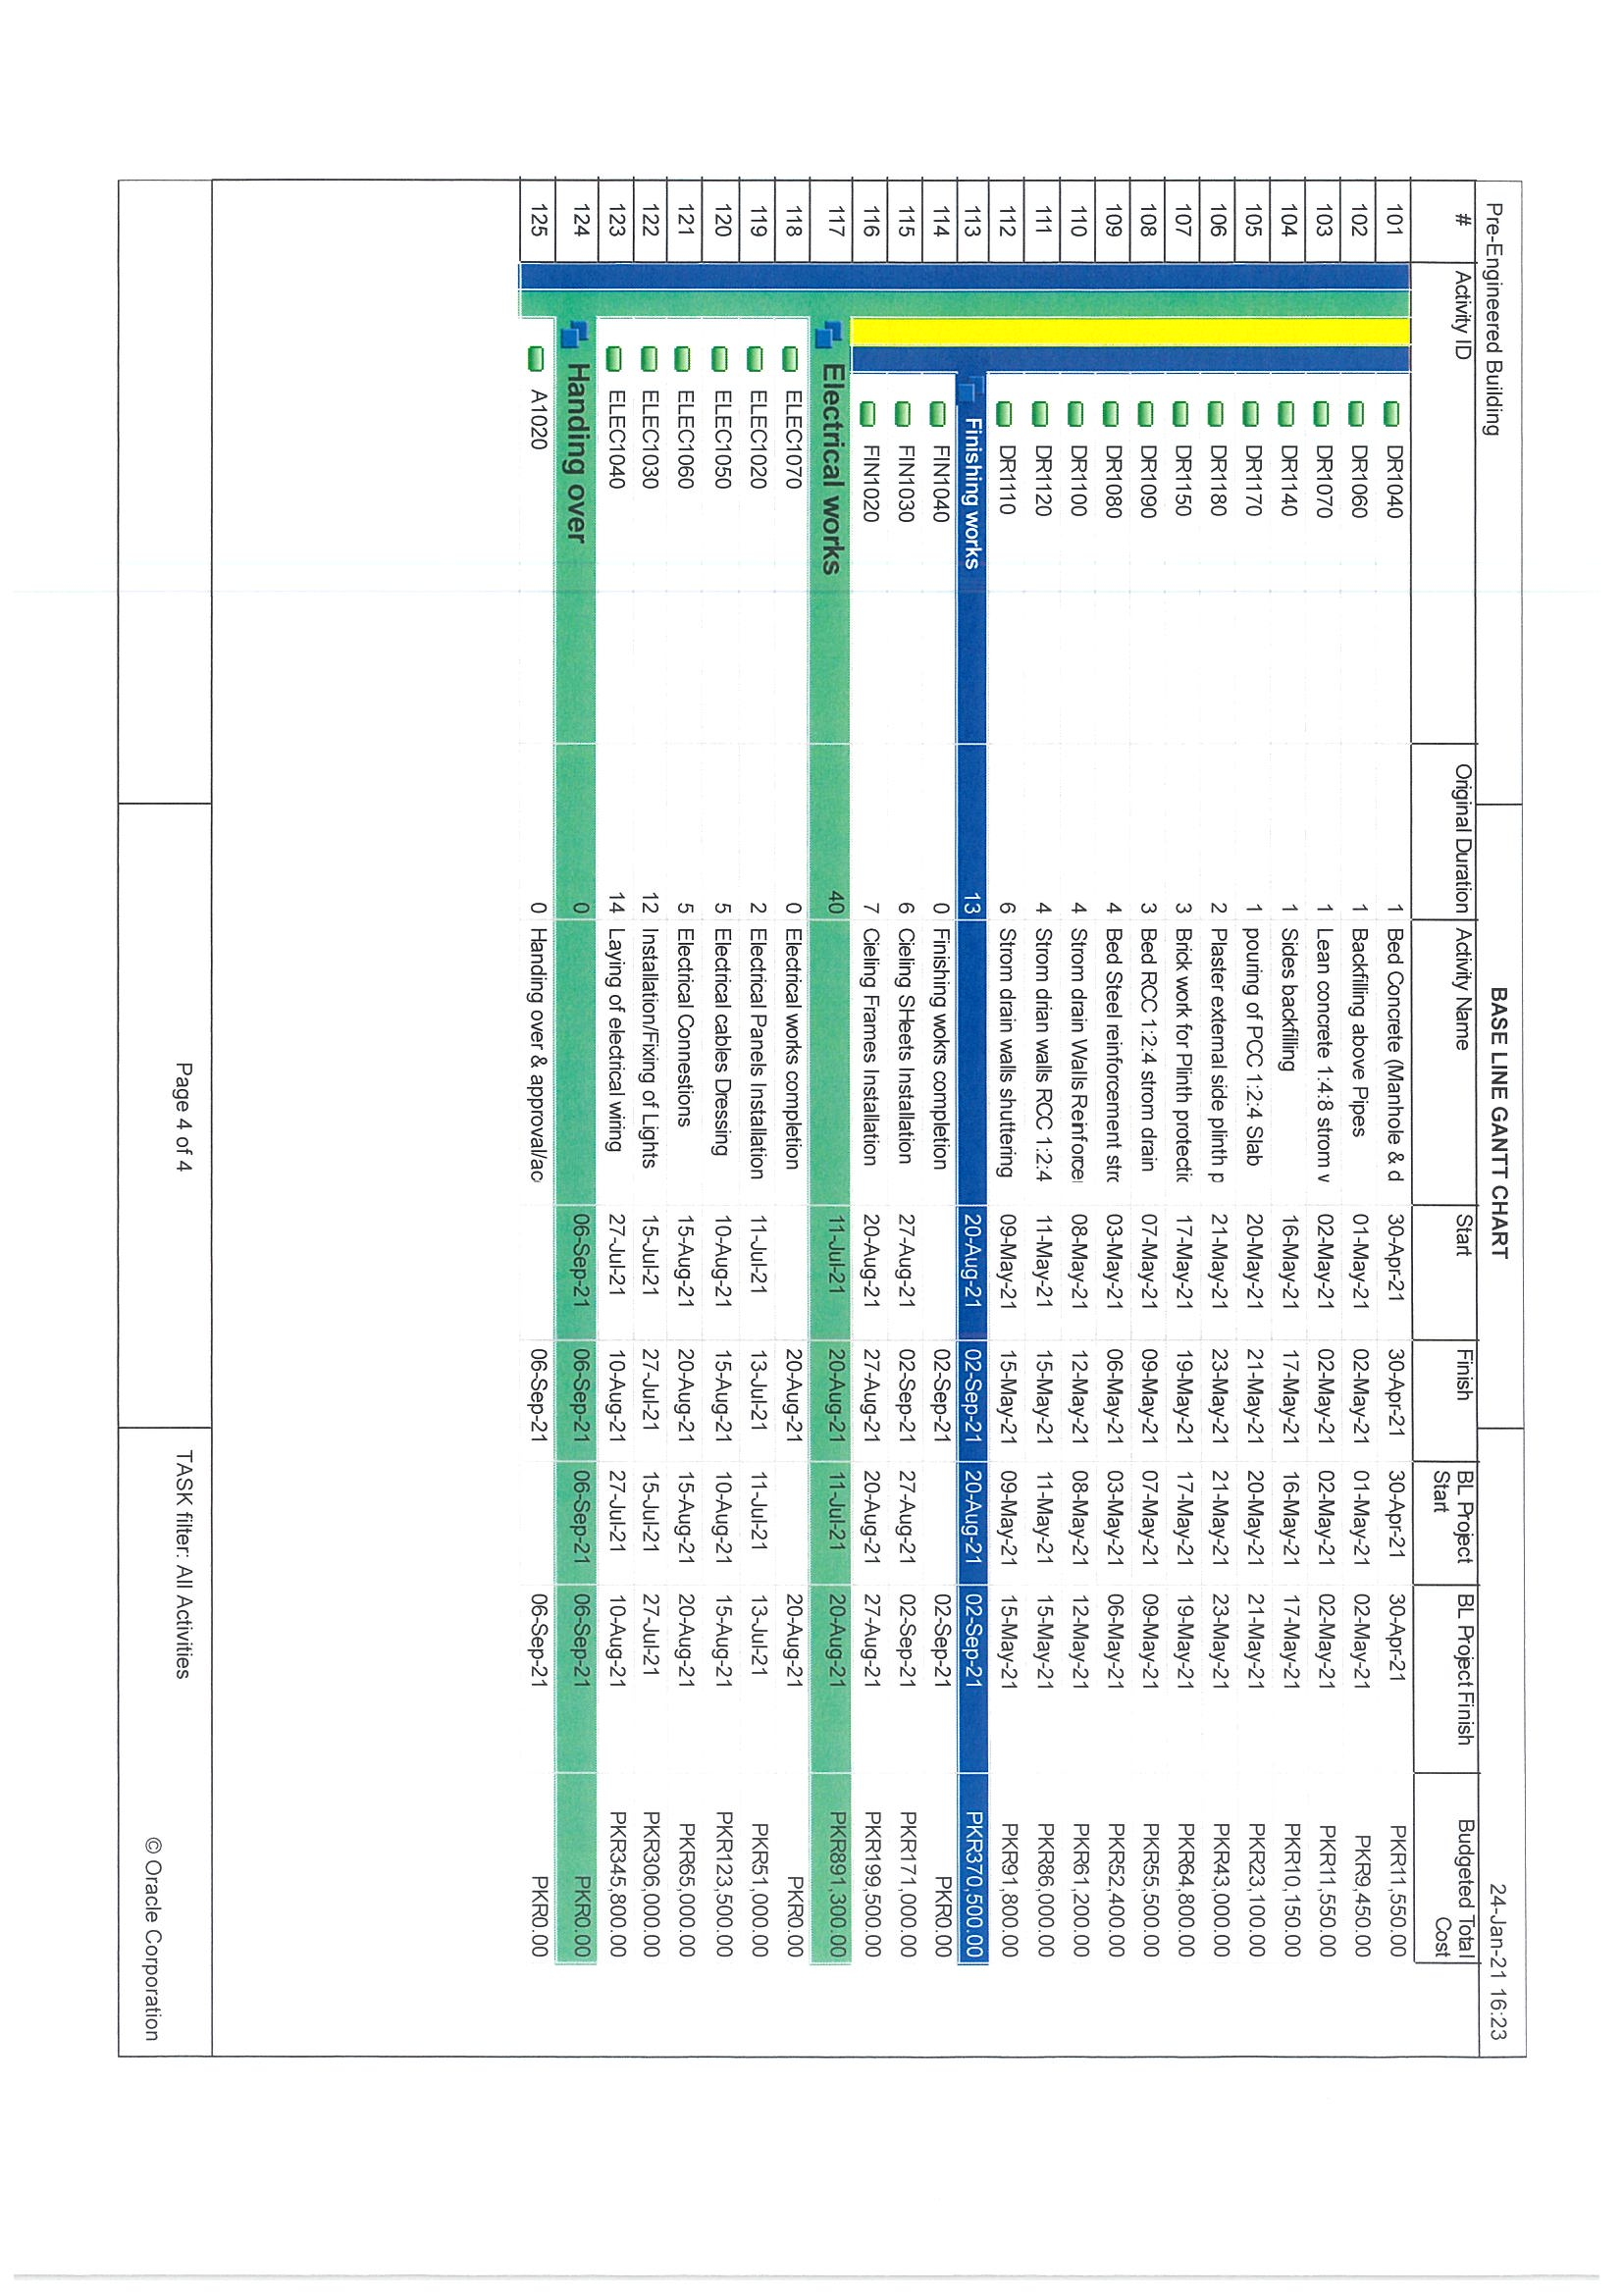 Pre-Engineered Building BASE LINE GANTT CHART 24-Jan-21 16:23
# Activity ID Original Duration Activity Name Start Finish BL Project Start BL Project Finish Budgeted Total Cost
101 DR1040 1 Bed Concrete (Manhole & d 30-Apr-21 30-Apr-21 30-Apr-21 30-Apr-21 PKR11,550.00
102 DR1060 1 Backfilling above Pipes 01-May-21 02-May-21 01-May-21 02-May-21 PKR9,450.00
103 DR1070 1 Lean concrete 1:4:8 strom v 02-May-21 02-May-21 02-May-21 02-May-21 PKR11,550.00
104 DR1140 1 Sides backfilling 16-May-21 17-May-21 16-May-21 17-May-21 PKR10,150.00
105 DR1170 1 pouring of PCC 1:2:4 Slab 20-May-21 21-May-21 20-May-21 21-May-21 PKR23,100.00
106 DR1180 2 Plaster external side plinth p 21-May-21 23-May-21 21-May-21 23-May-21 PKR43,000.00
107 DR1150 3 Brick work for Plinth protectic 17-May-21 19-May-21 17-May-21 19-May-21 PKR64,800.00
108 DR1090 3 Bed RCC 1:2:4 strom drain 07-May-21 09-May-21 07-May-21 09-May-21 PKR55,500.00
109 DR1080 4 Bed Steel reinforcement strc 03-May-21 06-May-21 03-May-21 06-May-21 PKR52,400.00
110 DR1100 4 Strom drain Walls Reinforcei 08-May-21 12-May-21 08-May-21 12-May-21 PKR61,200.00
111 DR1120 4 Strom drian walls RCC 1:2:4 11-May-21 15-May-21 11-May-21 15-May-21 PKR86,000.00
112 DR1110 6 Strom drain walls shuttering 09-May-21 15-May-21 09-May-21 15-May-21 PKR91,800.00
113 Finishing works 13 20-Aug-21 02-Sep-21 20-Aug-21 02-Sep-21 PKR370,500.00
114 FIN1040 0 Finishing wokrs completion 02-Sep-21 02-Sep-21 PKR0.00
115 FIN1030 6 Cieling SHeets Installation 27-Aug-21 02-Sep-21 27-Aug-21 02-Sep-21 PKR171,000.00
116 FIN1020 7 Cieling Frames Installation 20-Aug-21 27-Aug-21 20-Aug-21 27-Aug-21 PKR199,500.00
117 Electrical works 40 11-Jul-21 20-Aug-21 11-Jul-21 20-Aug-21 PKR891,300.00
118 ELEC1070 0 Electrical works completion 20-Aug-21 20-Aug-21 PKR0.00
119 ELEC1020 2 Electrical Panels Installation 11-Jul-21 13-Jul-21 11-Jul-21 13-Jul-21 PKR51,000.00
120 ELEC1050 5 Electrical cables Dressing 10-Aug-21 15-Aug-21 10-Aug-21 15-Aug-21 PKR123,500.00
121 ELEC1060 5 Electrical Connestions 15-Aug-21 20-Aug-21 15-Aug-21 20-Aug-21 PKR65,000.00
122 ELEC1030 12 Installation/Fixing of Lights 15-Jul-21 27-Jul-21 15-Jul-21 27-Jul-21 PKR306,000.00
123 ELEC1040 14 Laying of electrical wiring 27-Jul-21 10-Aug-21 27-Jul-21 10-Aug-21 PKR345,800.00
124 Handing over 0 06-Sep-21 06-Sep-21 06-Sep-21 06-Sep-21 PKR0.00
125 A1020 0 Handing over & approval/ac 06-Sep-21 06-Sep-21 PKR0.00
Page 4 of 4 TASK filter: All Activities
© Oracle Corporation